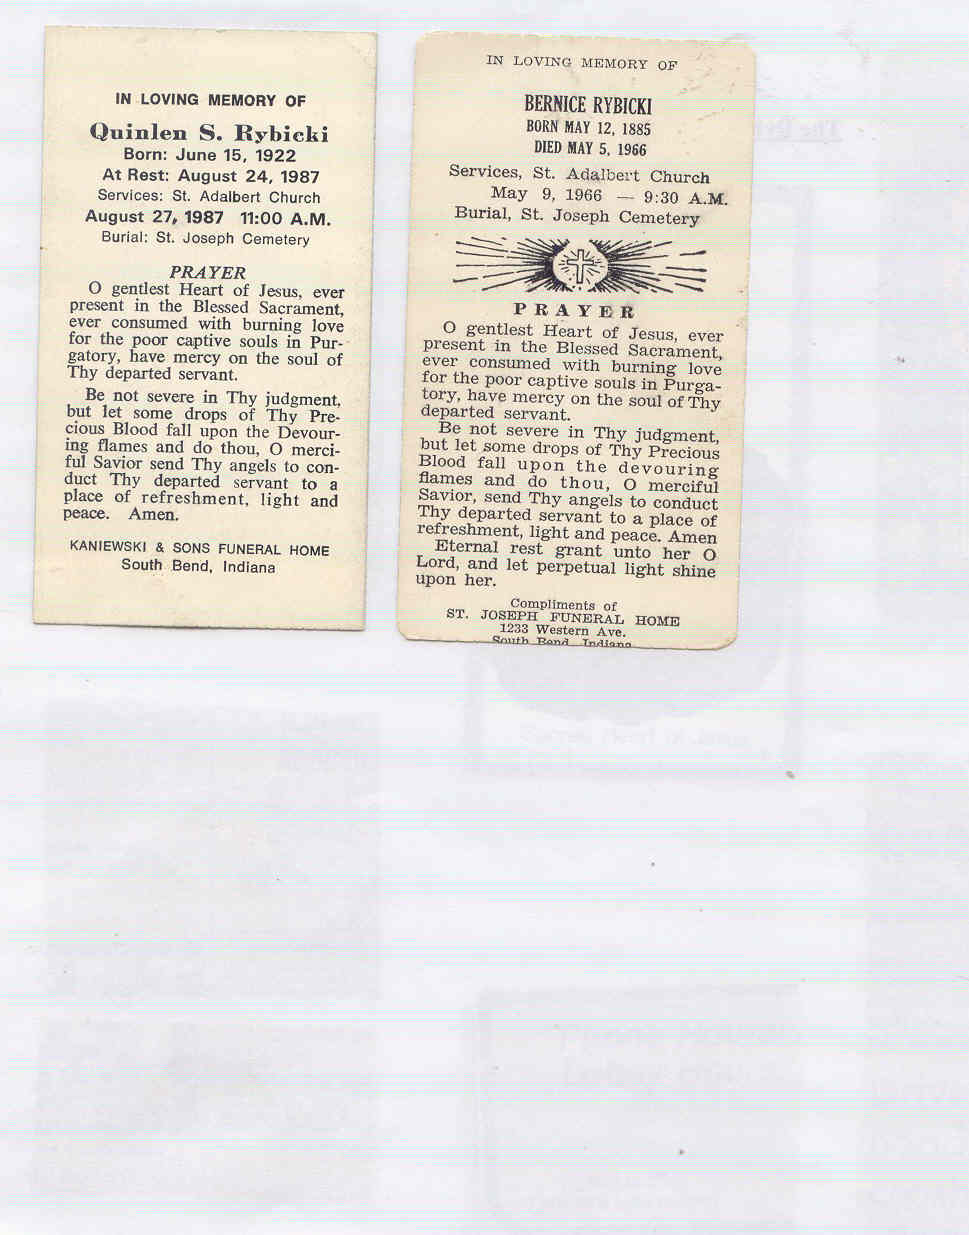 IN LOVING MEMORY OF
Quinlen S. Rybicki
Born: June 15, 1922
At Rest: August 24, 1987
Services: St. Adalbert Church
August 27, 1987 11:00 A.M.
Burial: St. Joseph Cemetery
PRAYER
O gentlest Heart of Jesus, ever
present in the Blessed Sacrament,
ever consumed with burning love
for the poor captive souls in Pur-
gatory, have mercy on the soul of
Thy departed servant.
Be not severe in Thy judgment,
but let some drops of Thy Pre-
cious Blood fall upon the Devour-
ing flames and do thou, O merci-
ful Savior send Thy angels to con-
duct Thy departed servant to a
place of refreshment, light and
peace. Amen.
KANIEWSKI & SONS FUNERAL HOME
South Bend, Indiana
IN LOVING MEMORY OF
BERNICE RYBICKI
BORN MAY 12, 1885
DIED MAY 5, 1966
Services, St. Adalbert Church
May 9, 1966 — 9:30 A.M.
Burial, St. Joseph Cemetery
PRAYER
O gentlest Heart of Jesus, ever
present in the Blessed Sacrament,
ever consumed with burning love
for the poor captive souls in Purga-
tory, have mercy on the soul of Thy
departed servant.
Be not severe in Thy judgment,
but let some drops of Thy Precious
Blood fall upon the devouring
flames and do thou, O merciful
Savior, send Thy angels to conduct
Thy departed servant to a place of
refreshment, light and peace. Amen
Eternal rest grant unto her O
Lord, and let perpetual light shine
upon her.
Compliments of
ST. JOSEPH FUNERAL HOME
1233 Western Ave.
South Bend, Indiana